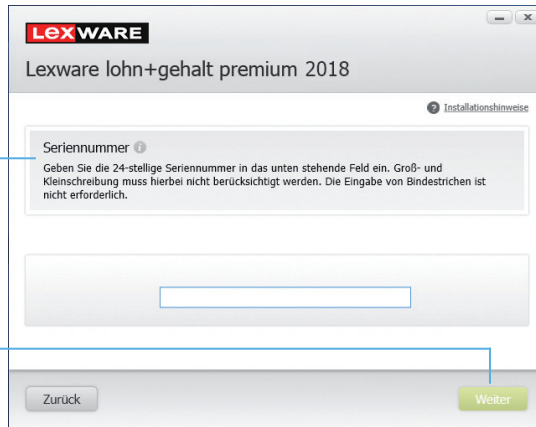 LEXWARE
Lexware lohn+gehalt premium 2018
? Installationshinweise
Seriennummer i
Geben Sie die 24-stellige Seriennummer in das unten stehende Feld ein. Groß- und
Kleinschreibung muss hierbei nicht berücksichtigt werden. Die Eingabe von Bindestrichen ist
nicht erforderlich.
Zurück
Weiter